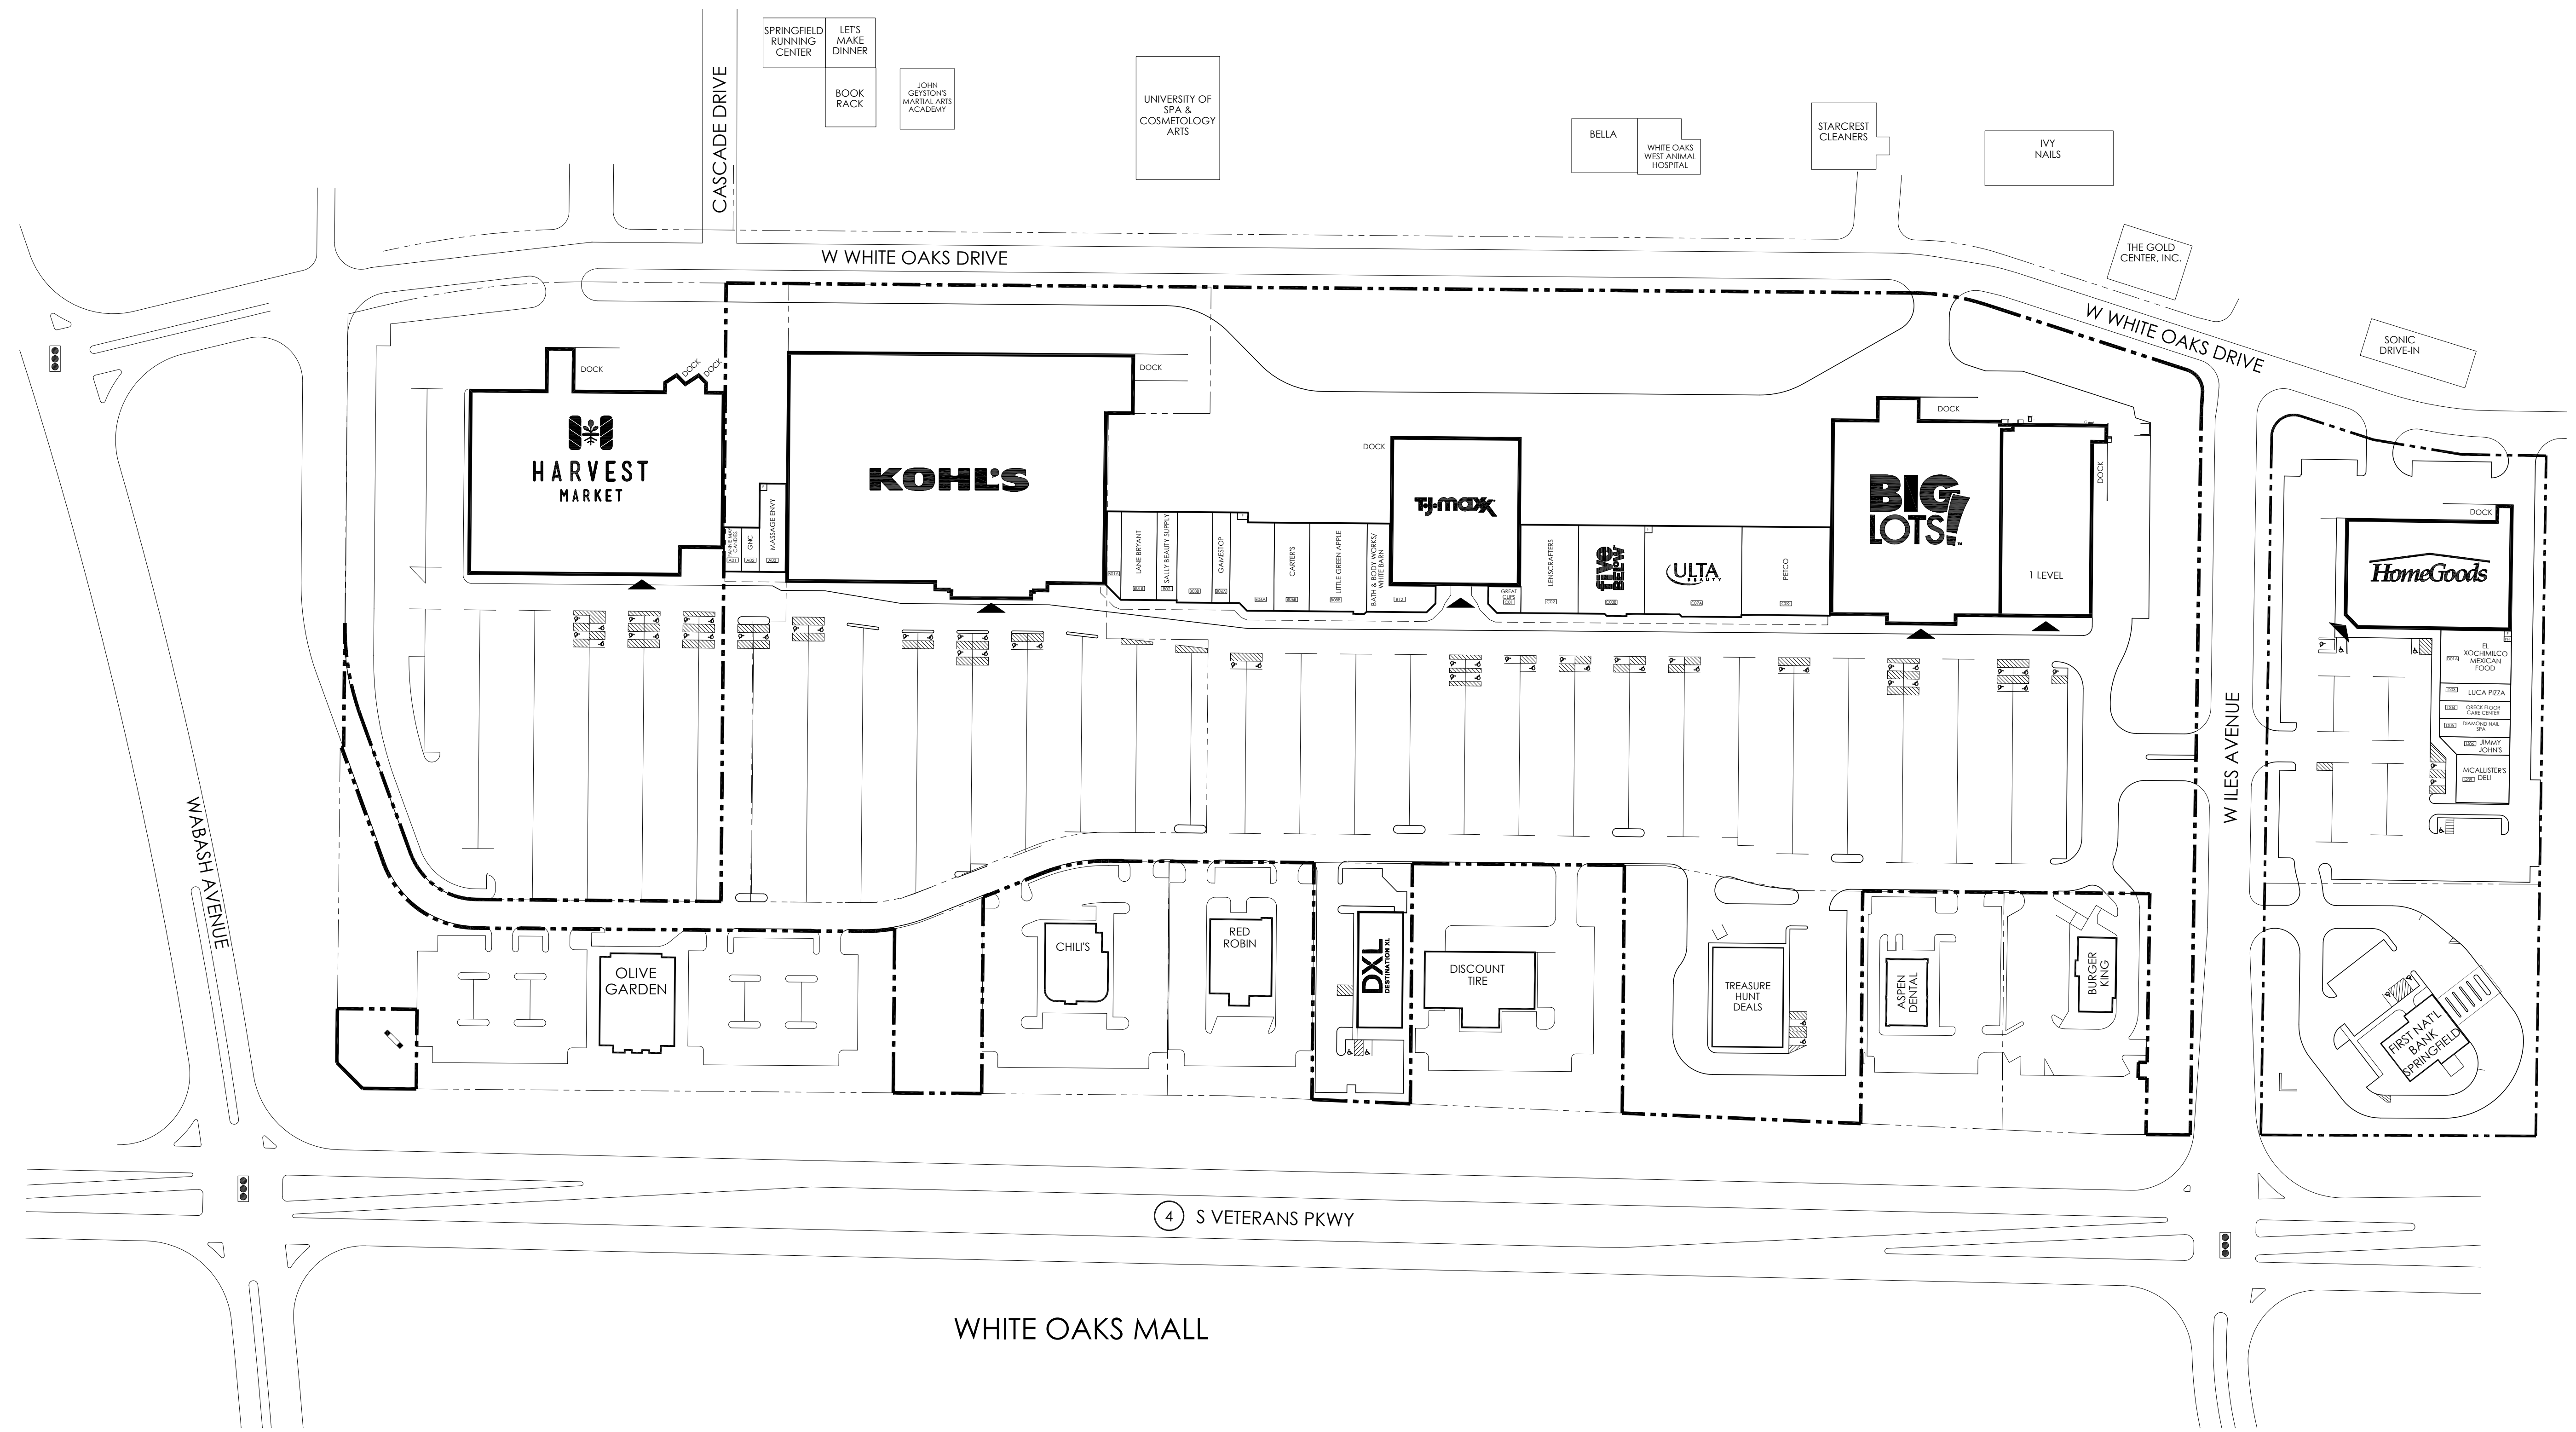 SPRINGFIELD
RUNNING
CENTER
LET'S
MAKE
DINNER
BOOK
RACK
JOHN
GEYSTON'S
MARTIAL ARTS
ACADEMY
UNIVERSITY OF
SPA &
COSMETOLOGY
ARTS
BELLA
WHITE OAKS
WEST ANIMAL
HOSPITAL
STARCREST
CLEANERS
IVY
NAILS
THE GOLD
CENTER, INC.
SONIC
DRIVE-IN
CASCADE DRIVE
W WHITE OAKS DRIVE
W WHITE OAKS DRIVE
DOCK
DOCK
DOCK
HARVEST
MARKET
CANDIES
GNC
MASSAGE ENVY
KOHL'S
DOCK
LANE BRYANT
SALLY BEAUTY SUPPLY
GAMESTOP
CARTER'S
LITTLE GREEN APPLE
BATH & BODY WORKS/
WHITE BARN
DOCK
T.J.maxx
GREAT
CLIPS
LENSCRAFTERS
five
BEL°W
ULTA
BEAUTY
PETCO
DOCK
BIG
LOTS!
1 LEVEL
DOCK
DOCK
HomeGoods
EL
XOCHIMILCO
MEXICAN
FOOD
LUCA PIZZA
ORECK FLOOR
CARE CENTER
DIAMOND NAIL
SPA
JIMMY
JOHN'S
MCALLISTER'S
DELI
W ILES AVENUE
WABASH AVENUE
OLIVE
GARDEN
CHILI'S
RED
ROBIN
DXL
DESTINATION XL
DISCOUNT
TIRE
TREASURE
HUNT
DEALS
ASPEN
DENTAL
BURGER
KING
FIRST NAT'L
BANK
SPRINGFIELD
4 S VETERANS PKWY
WHITE OAKS MALL